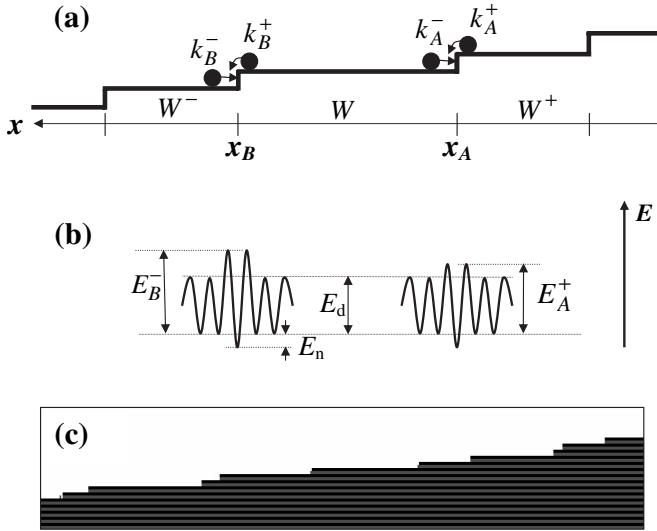 (a)
k_B^- k_B^+ k_A^- k_A^+
W^- W W^+
x x_B x_A
(b) E
E_B^- E_d E_A^+
E_n
(c)